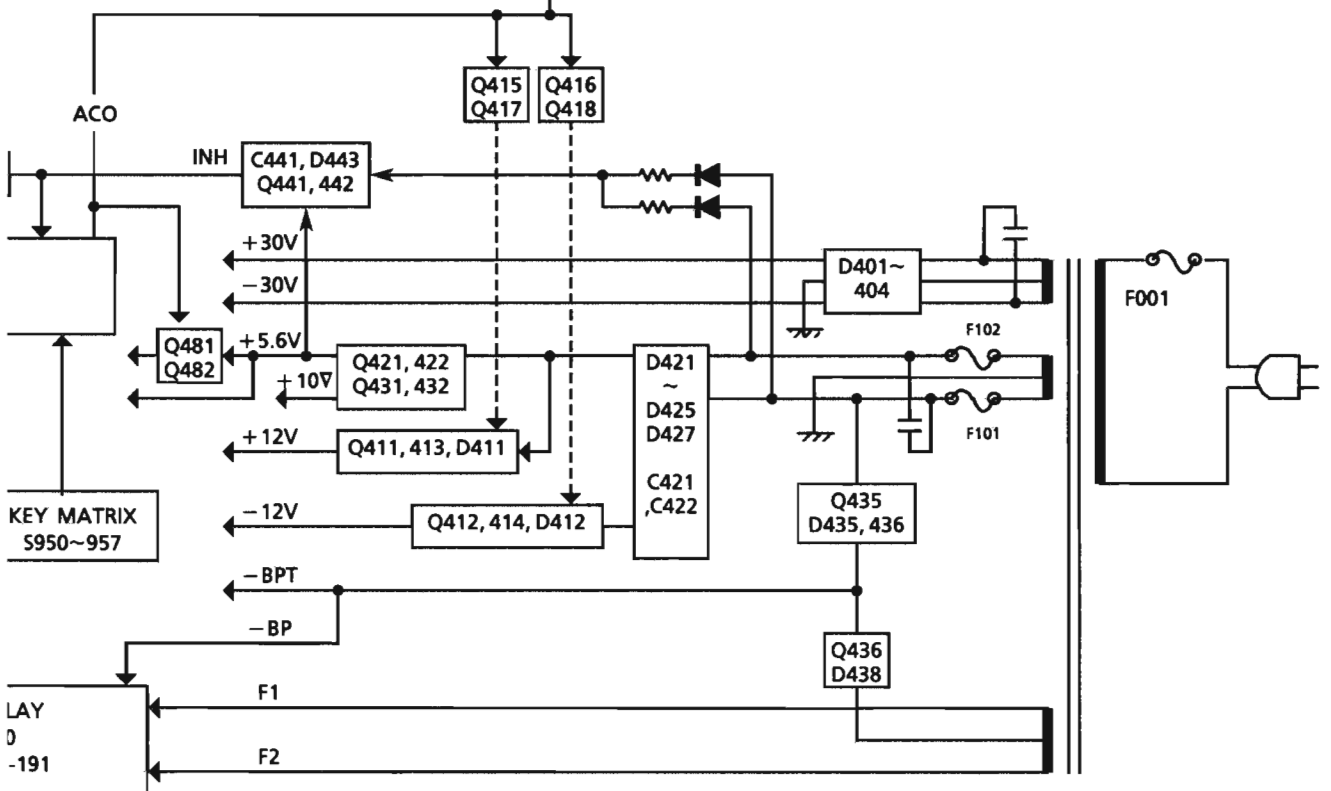 Q415
Q417
Q416
Q418
ACO
INH
C441, D443
Q441, 442
+30V
D401~
404
F001
-30V
F102
+5.6V
Q481
Q482
Q421, 422
Q431, 432
+10∇
D421
~
D425
D427
C421
,C422
F101
+12V
Q411, 413, D411
KEY MATRIX
S950~957
-12V
Q412, 414, D412
Q435
D435, 436
-BPT
-BP
Q436
D438
LAY
0
-191
F1
F2